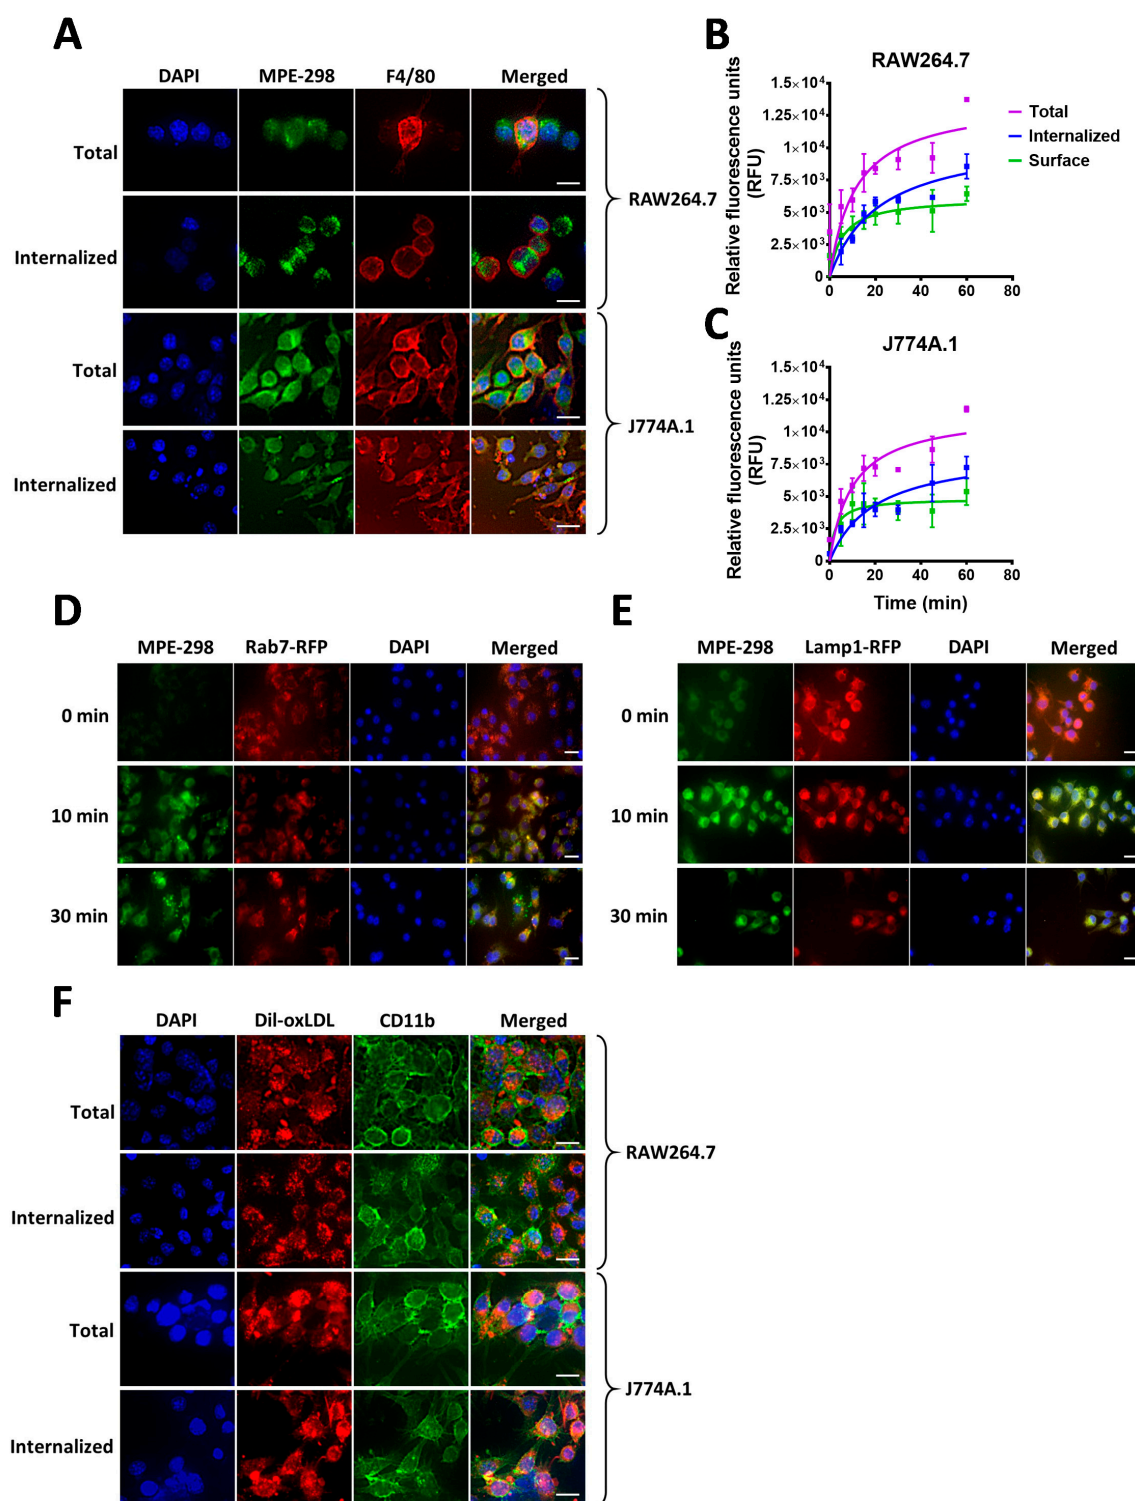 A
DAPI MPE-298 F4/80 Merged
Total
Internalized
RAW264.7
Total
Internalized
J774A.1
B
RAW264.7
Relative fluorescence units
(RFU)
1.5×10⁴
1.25×10⁴
1×10⁴
7.5×10³
5×10³
2.5×10³
0
0 20 40 60 80
Total
Internalized
Surface
C
J774A.1
Relative fluorescence units
(RFU)
1.5×10⁴
1.25×10⁴
1×10⁴
7.5×10³
5×10³
2.5×10³
0
0 20 40 60 80
Time (min)
D
MPE-298 Rab7-RFP DAPI Merged
0 min
10 min
30 min
E
MPE-298 Lamp1-RFP DAPI Merged
0 min
10 min
30 min
F
DAPI Dil-oxLDL CD11b Merged
Total
Internalized
RAW264.7
Total
Internalized
J774A.1